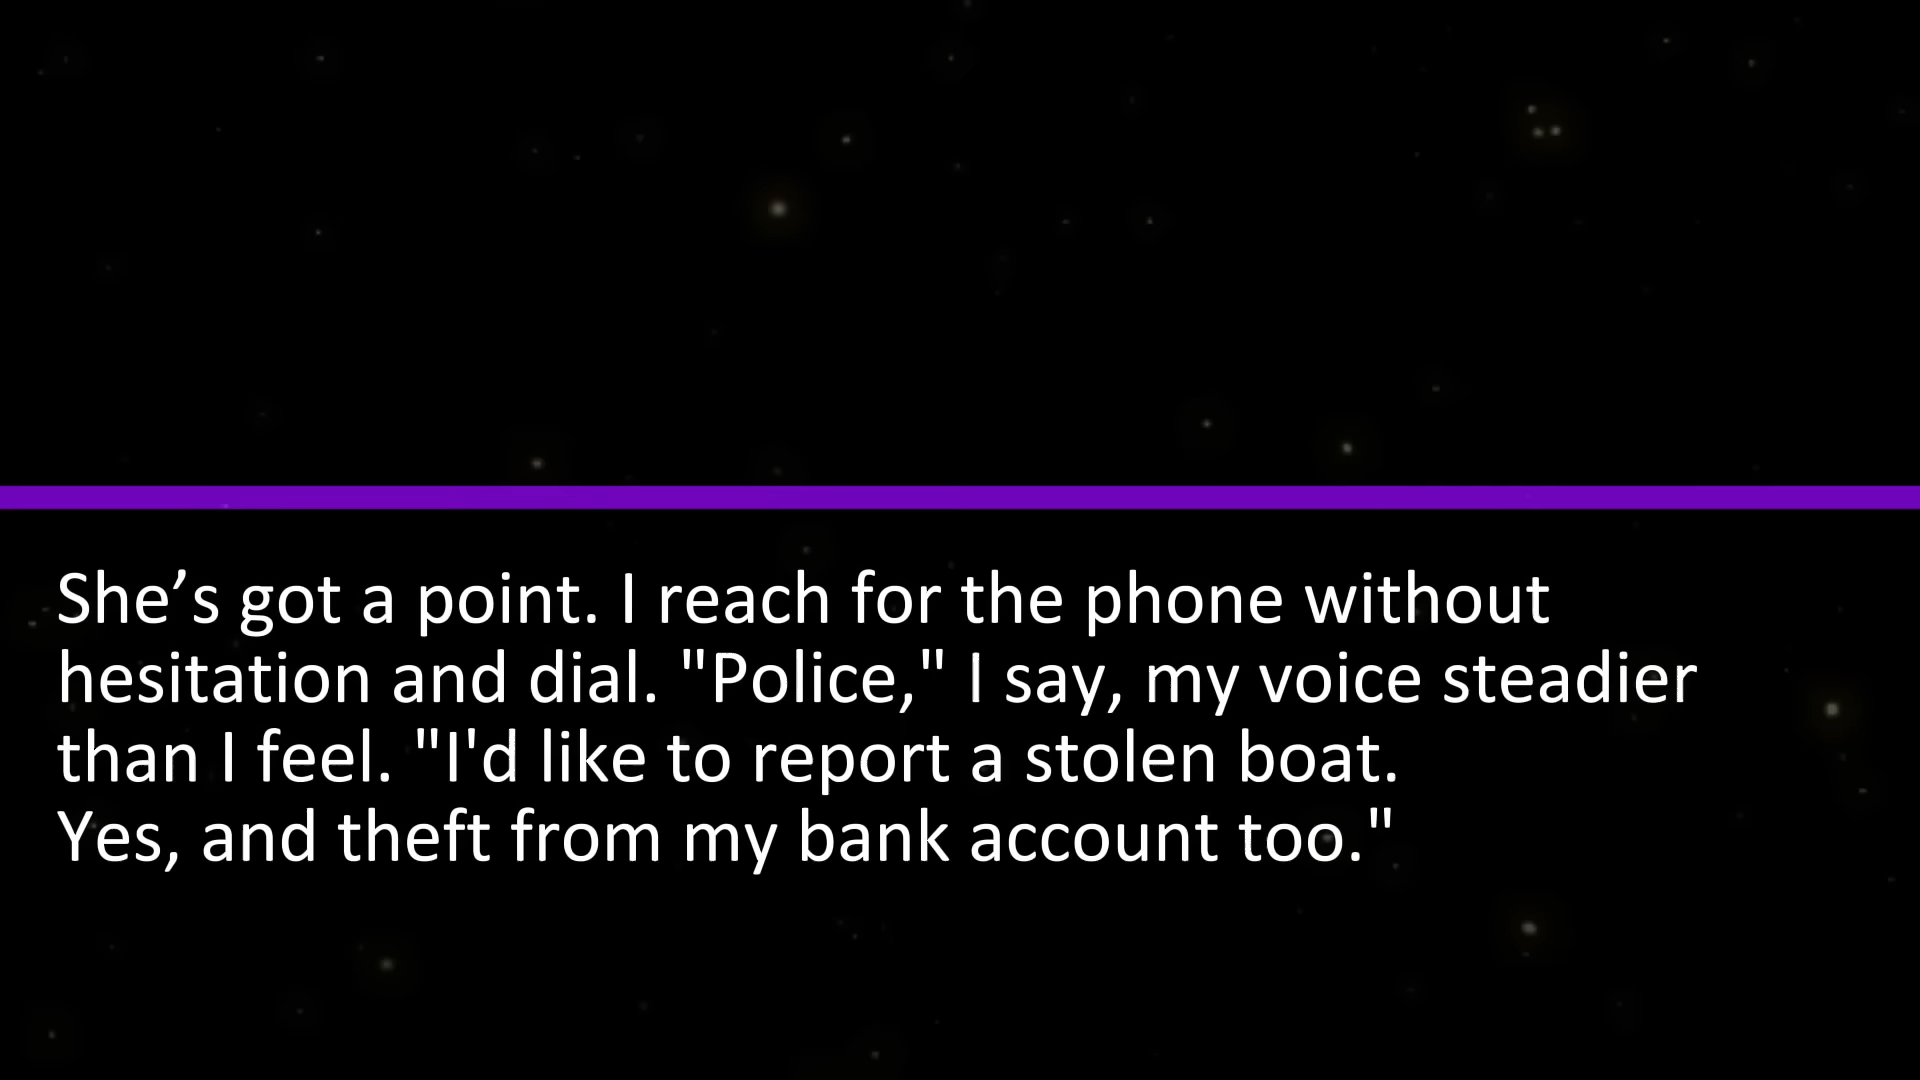 She’s got a point. I reach for the phone without
hesitation and dial. "Police," I say, my voice steadier
than I feel. "I'd like to report a stolen boat.
Yes, and theft from my bank account too."